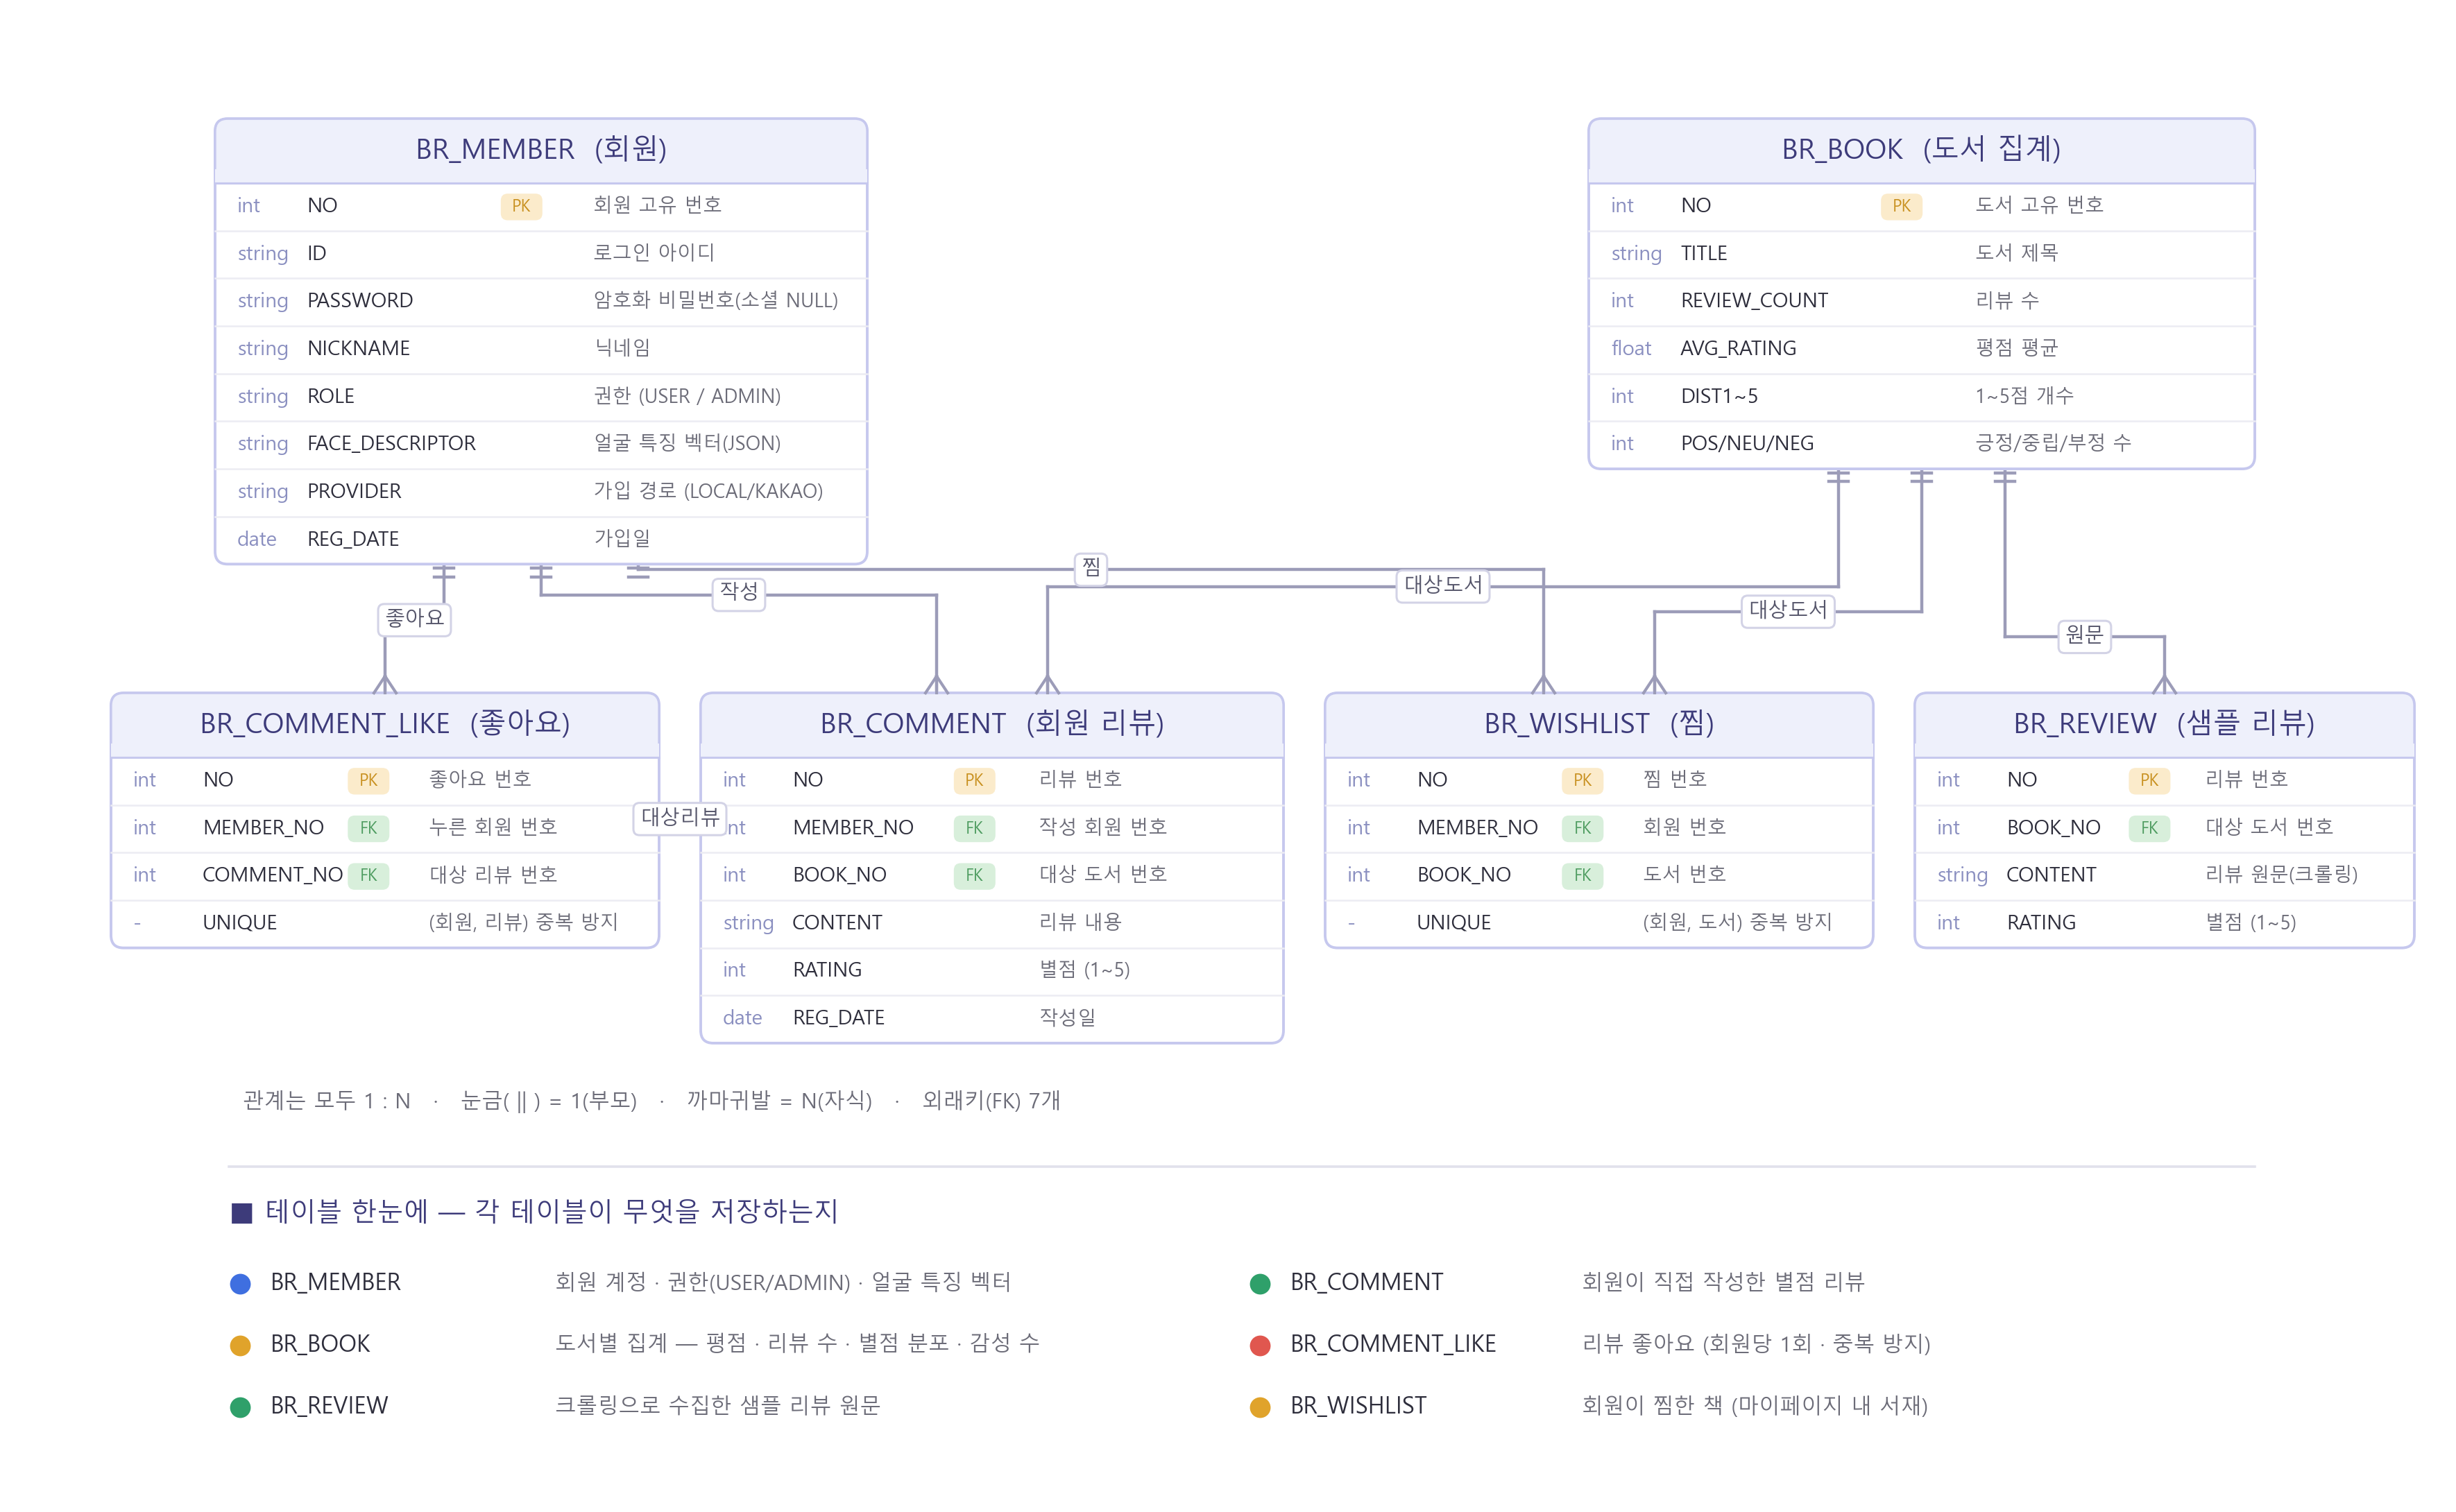 BR_MEMBER (회원)
int NO PK 회원 고유 번호
string ID 로그인 아이디
string PASSWORD 암호화 비밀번호(소셜 NULL)
string NICKNAME 닉네임
string ROLE 권한 (USER / ADMIN)
string FACE_DESCRIPTOR 얼굴 특징 벡터(JSON)
string PROVIDER 가입 경로 (LOCAL/KAKAO)
date REG_DATE 가입일
BR_BOOK (도서 집계)
int NO PK 도서 고유 번호
string TITLE 도서 제목
int REVIEW_COUNT 리뷰 수
float AVG_RATING 평점 평균
int DIST1~5 1~5점 개수
int POS/NEU/NEG 긍정/중립/부정 수
찜
대상도서
작성
대상도서
좋아요
원문
BR_COMMENT_LIKE (좋아요)
int NO PK 좋아요 번호
int MEMBER_NO FK 누른 회원 번호
int COMMENT_NO FK 대상 리뷰 번호
- UNIQUE (회원, 리뷰) 중복 방지
대상리뷰
BR_COMMENT (회원 리뷰)
int NO PK 리뷰 번호
int MEMBER_NO FK 작성 회원 번호
int BOOK_NO FK 대상 도서 번호
string CONTENT 리뷰 내용
int RATING 별점 (1~5)
date REG_DATE 작성일
BR_WISHLIST (찜)
int NO PK 찜 번호
int MEMBER_NO FK 회원 번호
int BOOK_NO FK 도서 번호
- UNIQUE (회원, 도서) 중복 방지
BR_REVIEW (샘플 리뷰)
int NO PK 리뷰 번호
int BOOK_NO FK 대상 도서 번호
string CONTENT 리뷰 원문(크롤링)
int RATING 별점 (1~5)
관계는 모두 1 : N · 눈금( || ) = 1(부모) · 까마귀발 = N(자식) · 외래키(FK) 7개
■ 테이블 한눈에 — 각 테이블이 무엇을 저장하는지
BR_MEMBER 회원 계정 · 권한(USER/ADMIN) · 얼굴 특징 벡터
BR_BOOK 도서별 집계 — 평점 · 리뷰 수 · 별점 분포 · 감성 수
BR_REVIEW 크롤링으로 수집한 샘플 리뷰 원문
BR_COMMENT 회원이 직접 작성한 별점 리뷰
BR_COMMENT_LIKE 리뷰 좋아요 (회원당 1회 · 중복 방지)
BR_WISHLIST 회원이 찜한 책 (마이페이지 내 서재)